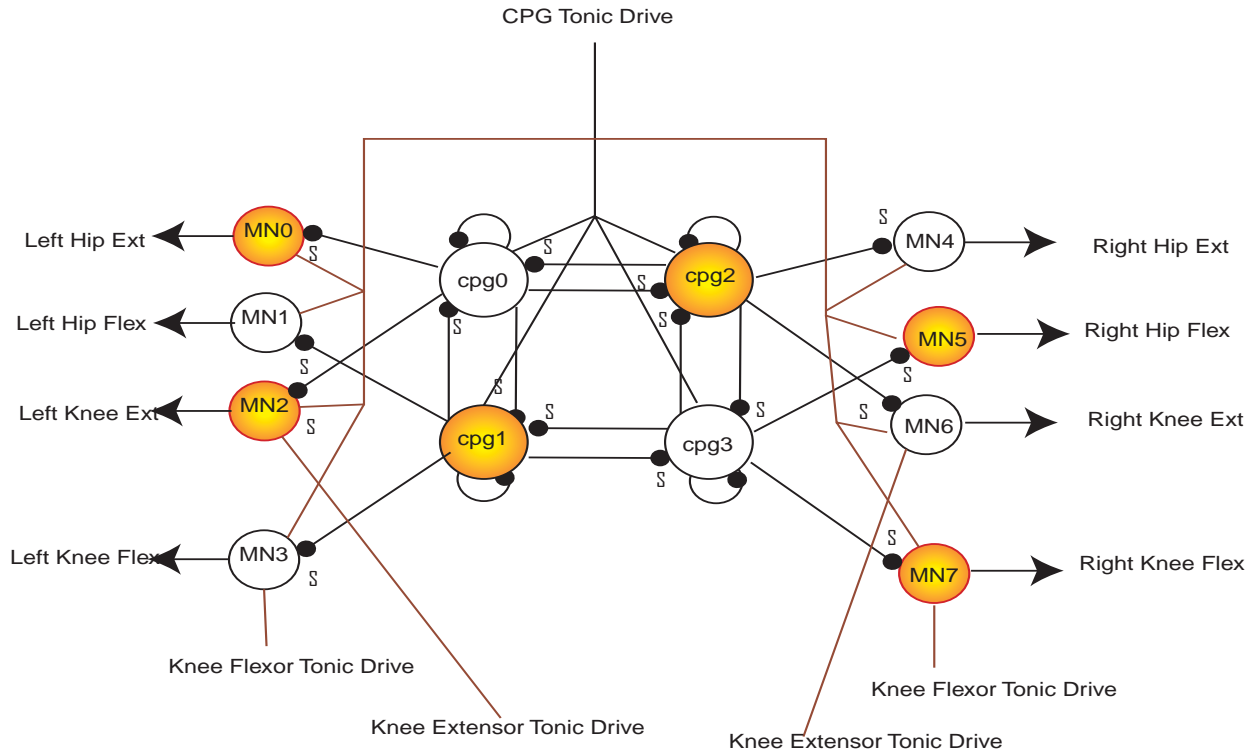 CPG Tonic Drive
MN0
S
Left Hip Ext
MN1
Left Hip Flex
S
MN2
S
Left Knee Ext
MN3
S
Left Knee Flex
cpg0
S
S
cpg2
S
S
S
cpg1
S
cpg3
S
S
S
MN4
Right Hip Ext
MN5
S
Right Hip Flex
S
MN6
Right Knee Ext
S
MN7
Right Knee Flex
Knee Flexor Tonic Drive
Knee Flexor Tonic Drive
Knee Extensor Tonic Drive
Knee Extensor Tonic Drive